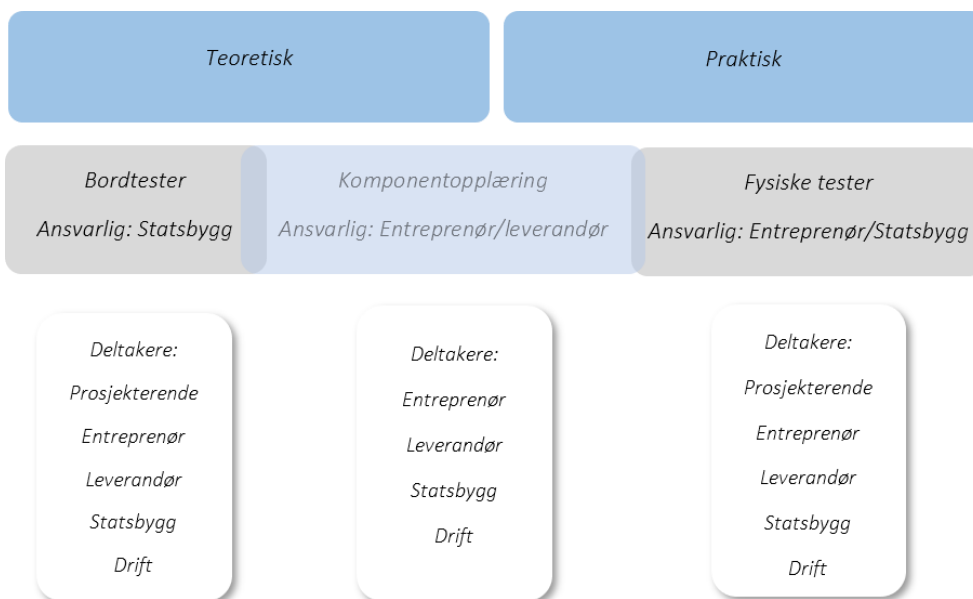 Teoretisk
Praktisk
Bordtester
Ansvarlig: Statsbygg
Komponentopplæring
Ansvarlig: Entreprenør/leverandør
Fysiske tester
Ansvarlig: Entreprenør/Statsbygg
Deltakere:
Prosjekterende
Entreprenør
Leverandør
Statsbygg
Drift
Deltakere:
Entreprenør
Leverandør
Statsbygg
Drift
Deltakere:
Prosjekterende
Entreprenør
Leverandør
Statsbygg
Drift